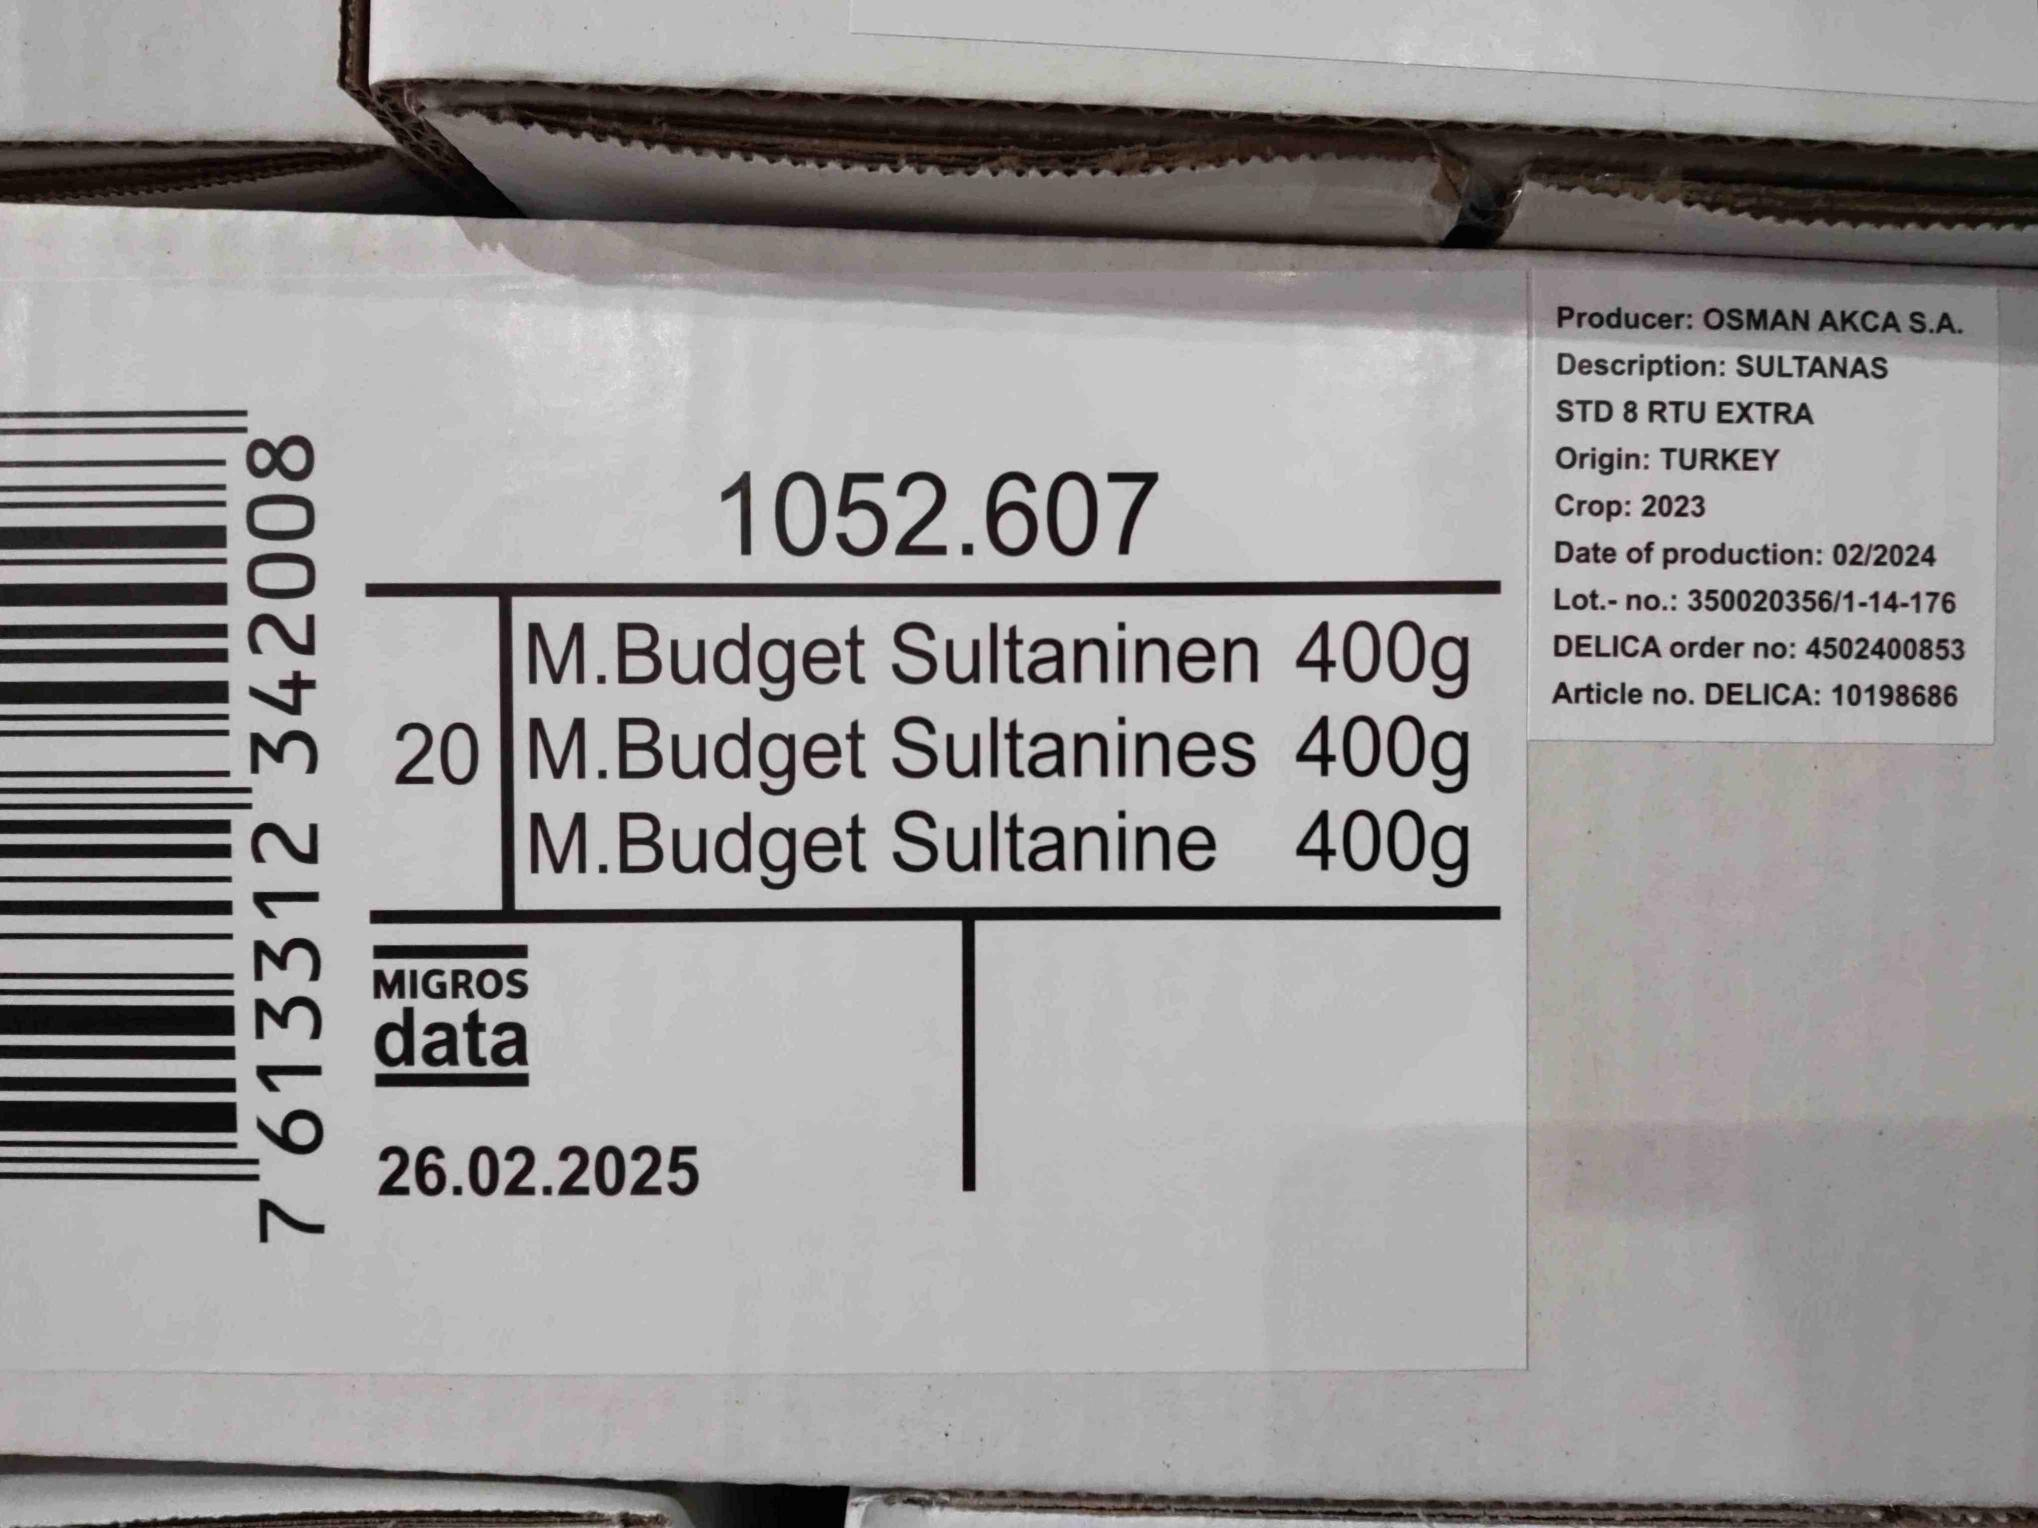 7 613312 342008
1052.607
20
M.Budget Sultaninen 400g
M.Budget Sultanines 400g
M.Budget Sultanine 400g
MIGROS
data
26.02.2025
Producer: OSMAN AKCA S.A.
Description: SULTANAS
STD 8 RTU EXTRA
Origin: TURKEY
Crop: 2023
Date of production: 02/2024
Lot.- no.: 350020356/1-14-176
DELICA order no: 4502400853
Article no. DELICA: 10198686